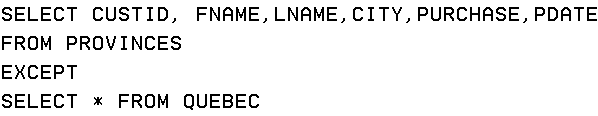 SELECT CUSTID, FNAME,LNAME,CITY,PURCHASE,PDATE
FROM PROVINCES
EXCEPT
SELECT * FROM QUEBEC